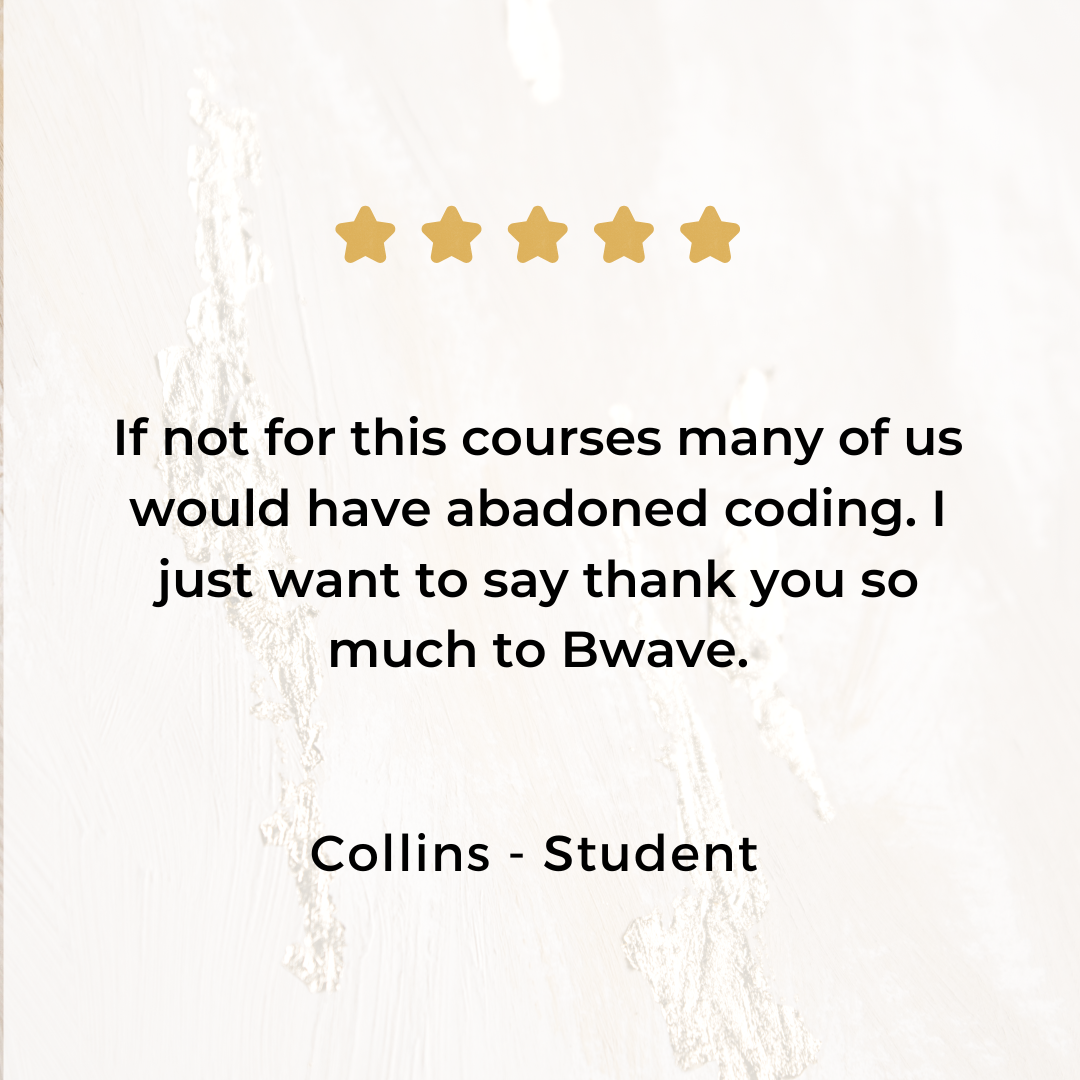 If not for this courses many of us
would have abadoned coding. I
just want to say thank you so
much to Bwave.
Collins - Student